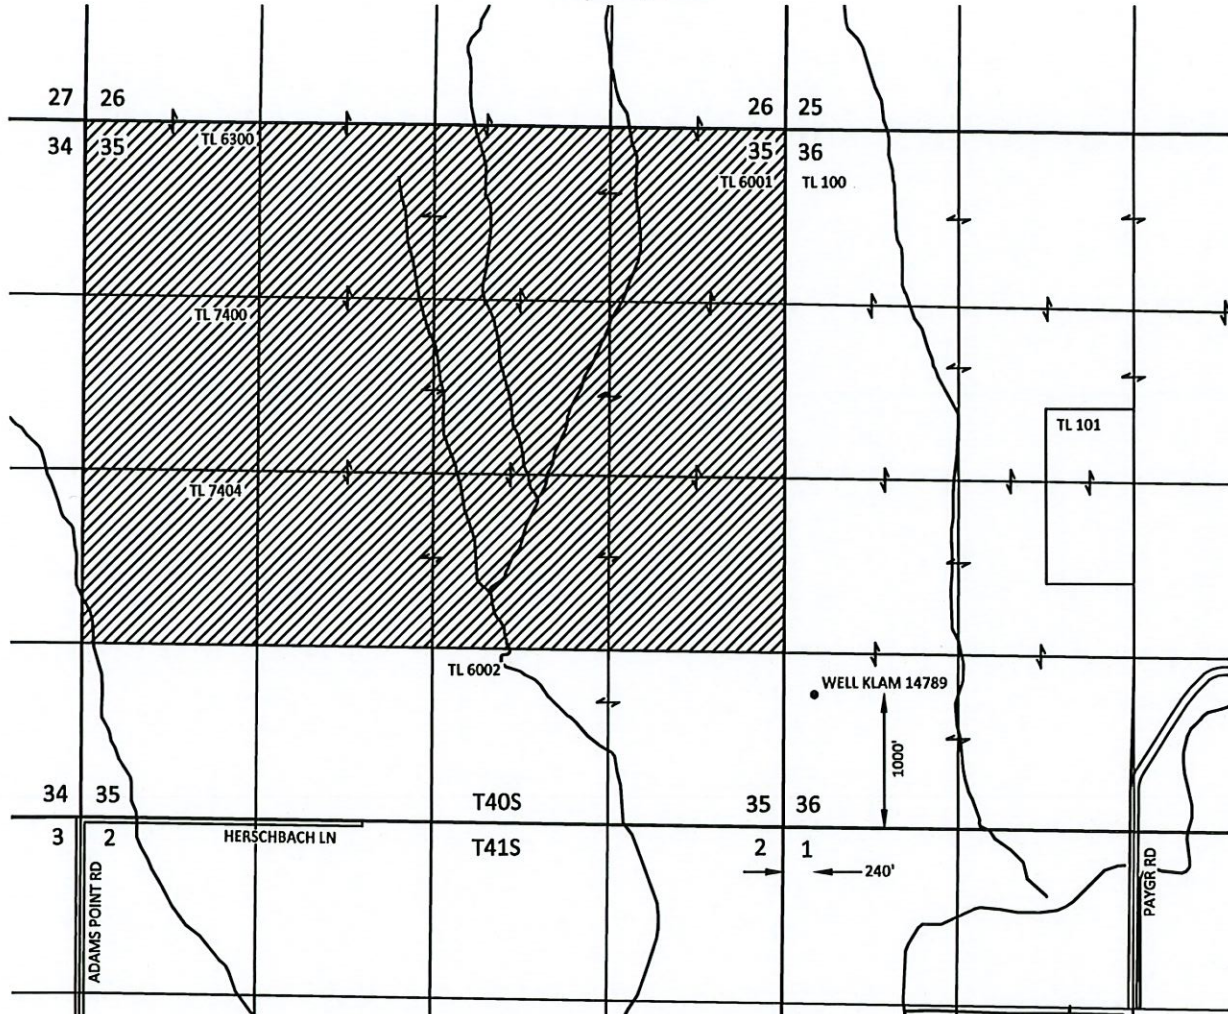 27 26
26 25
34 35
TL 6300
35 36
TL 6001
TL 100
TL 7400
TL 101
TL 7404
TL 6002
WELL KLAM 14789
1000'
34 35
T40S
35 36
3 2
HERSCHBACH LN
T41S
2 1
240'
ADAMS POINT RD
PAYGR RD